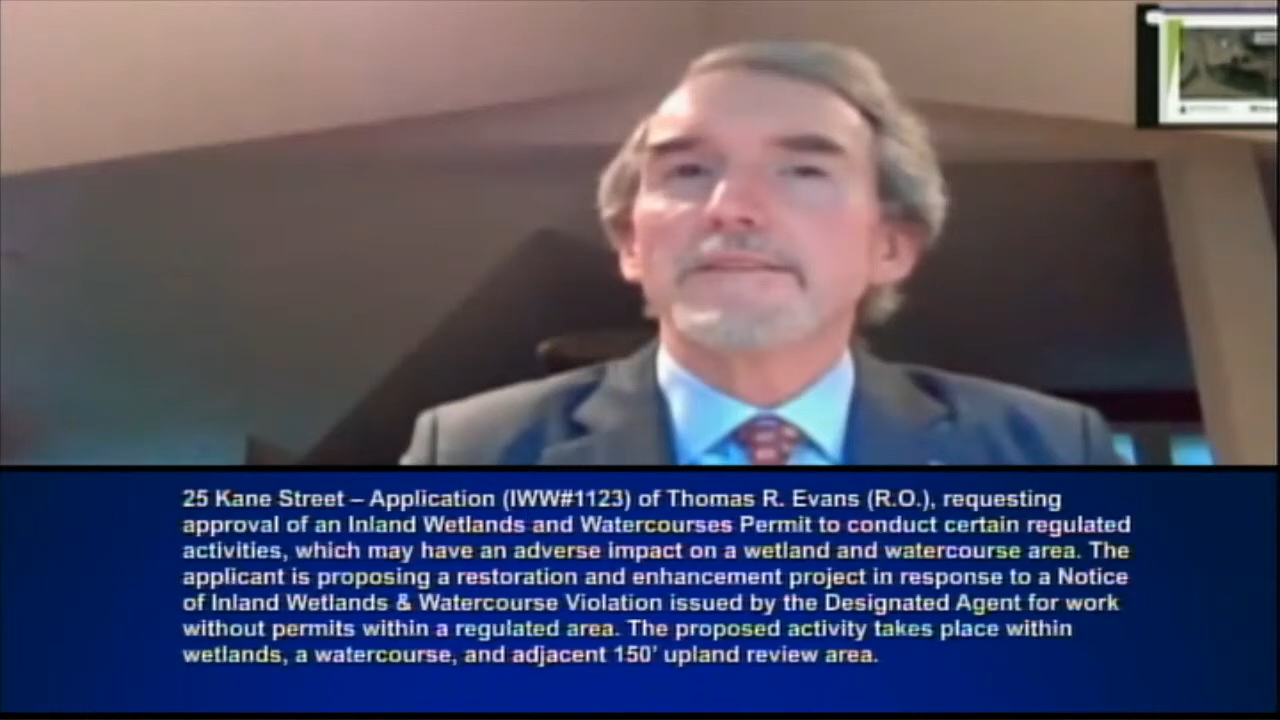 25 Kane Street – Application (IWW#1123) of Thomas R. Evans (R.O.), requesting
approval of an Inland Wetlands and Watercourses Permit to conduct certain regulated
activities, which may have an adverse impact on a wetland and watercourse area. The
applicant is proposing a restoration and enhancement project in response to a Notice
of Inland Wetlands & Watercourse Violation issued by the Designated Agent for work
without permits within a regulated area. The proposed activity takes place within
wetlands, a watercourse, and adjacent 150' upland review area.